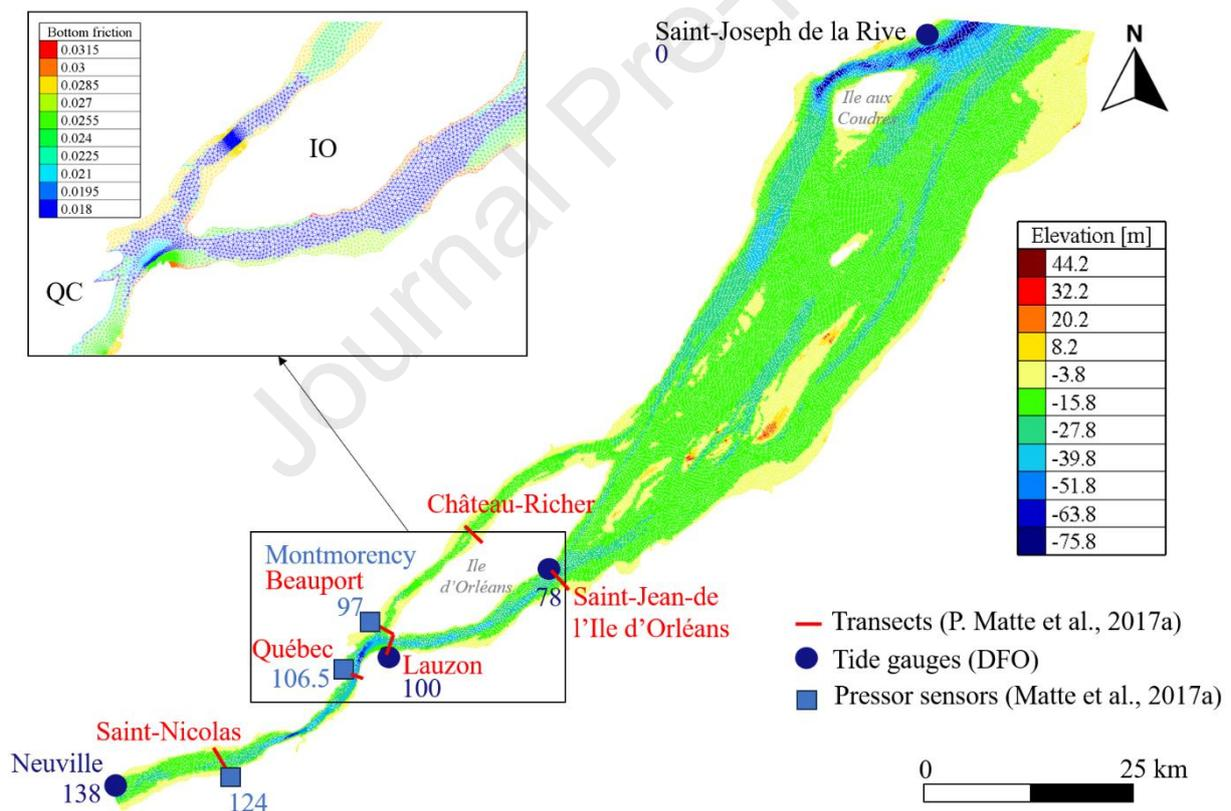 Bottom friction
0.0315
0.03
0.0285
0.027
0.0255
0.024
0.0225
0.021
0.0195
0.018
IO
QC
Journal Pre-
Saint-Joseph de la Rive
0
Ile aux
Coudres
N
Elevation [m]
44.2
32.2
20.2
8.2
-3.8
-15.8
-27.8
-39.8
-51.8
-63.8
-75.8
Château-Richer
Ile
d'Orléans
Montmorency
Beauport
97
78
Saint-Jean-de
l'Ile d'Orléans
Québec
106.5
Lauzon
100
Saint-Nicolas
Neuville
138
124
Transects (P. Matte et al., 2017a)
Tide gauges (DFO)
Pressor sensors (Matte et al., 2017a)
0
25 km